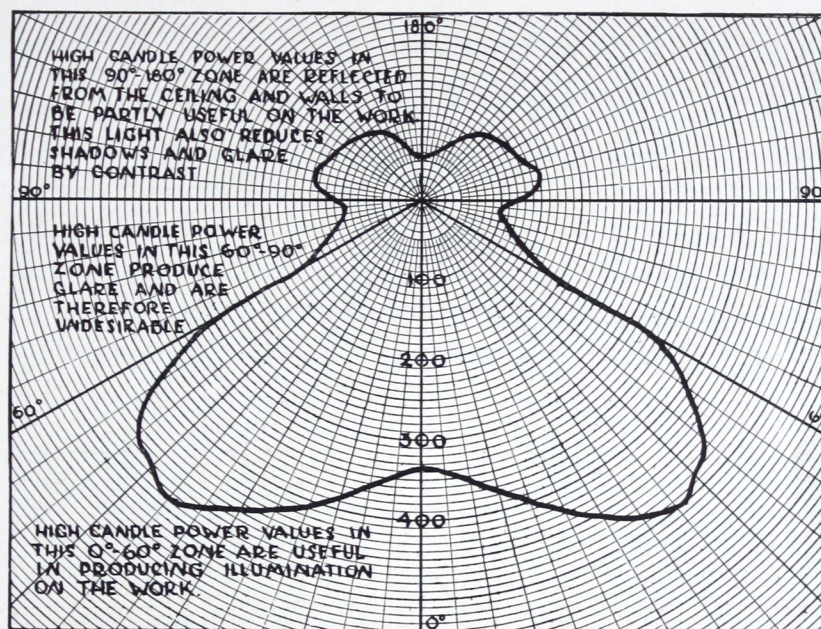 180°
HIGH CANDLE POWER VALUES IN
THIS 90°-180° ZONE ARE REFLECTED
FROM THE CEILING AND WALLS TO
BE PARTLY USEFUL ON THE WORK
THIS LIGHT ALSO REDUCES
SHADOWS AND GLARE
BY CONTRAST
90°
90
HIGH CANDLE POWER
VALUES IN THIS 60°-90°
ZONE PRODUCE
GLARE AND ARE
THEREFORE
UNDESIRABLE
100
200
60°
6
300
400
HIGH CANDLE POWER VALUES IN
THIS 0°-60° ZONE ARE USEFUL
IN PRODUCING ILLUMINATION
ON THE WORK.
0°